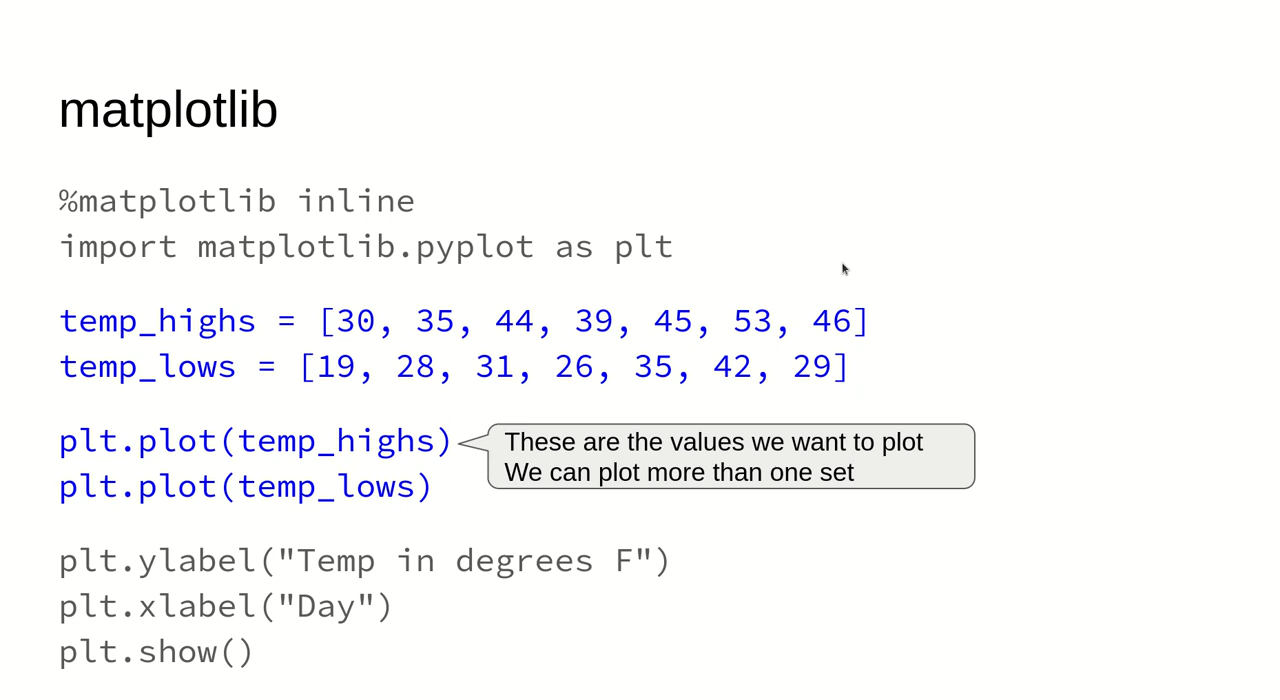 matplotlib
%matplotlib inline
import matplotlib.pyplot as plt
temp_highs = [30, 35, 44, 39, 45, 53, 46]
temp_lows = [19, 28, 31, 26, 35, 42, 29]
plt.plot(temp_highs)
These are the values we want to plot
We can plot more than one set
plt.plot(temp_lows)
plt.ylabel("Temp in degrees F")
plt.xlabel("Day")
plt.show()